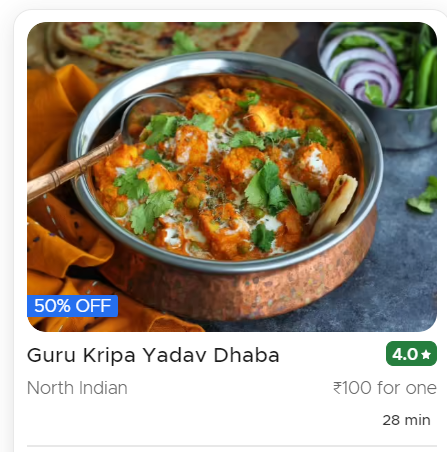 50% OFF
Guru Kripa Yadav Dhaba
4.0★
North Indian
₹100 for one
28 min